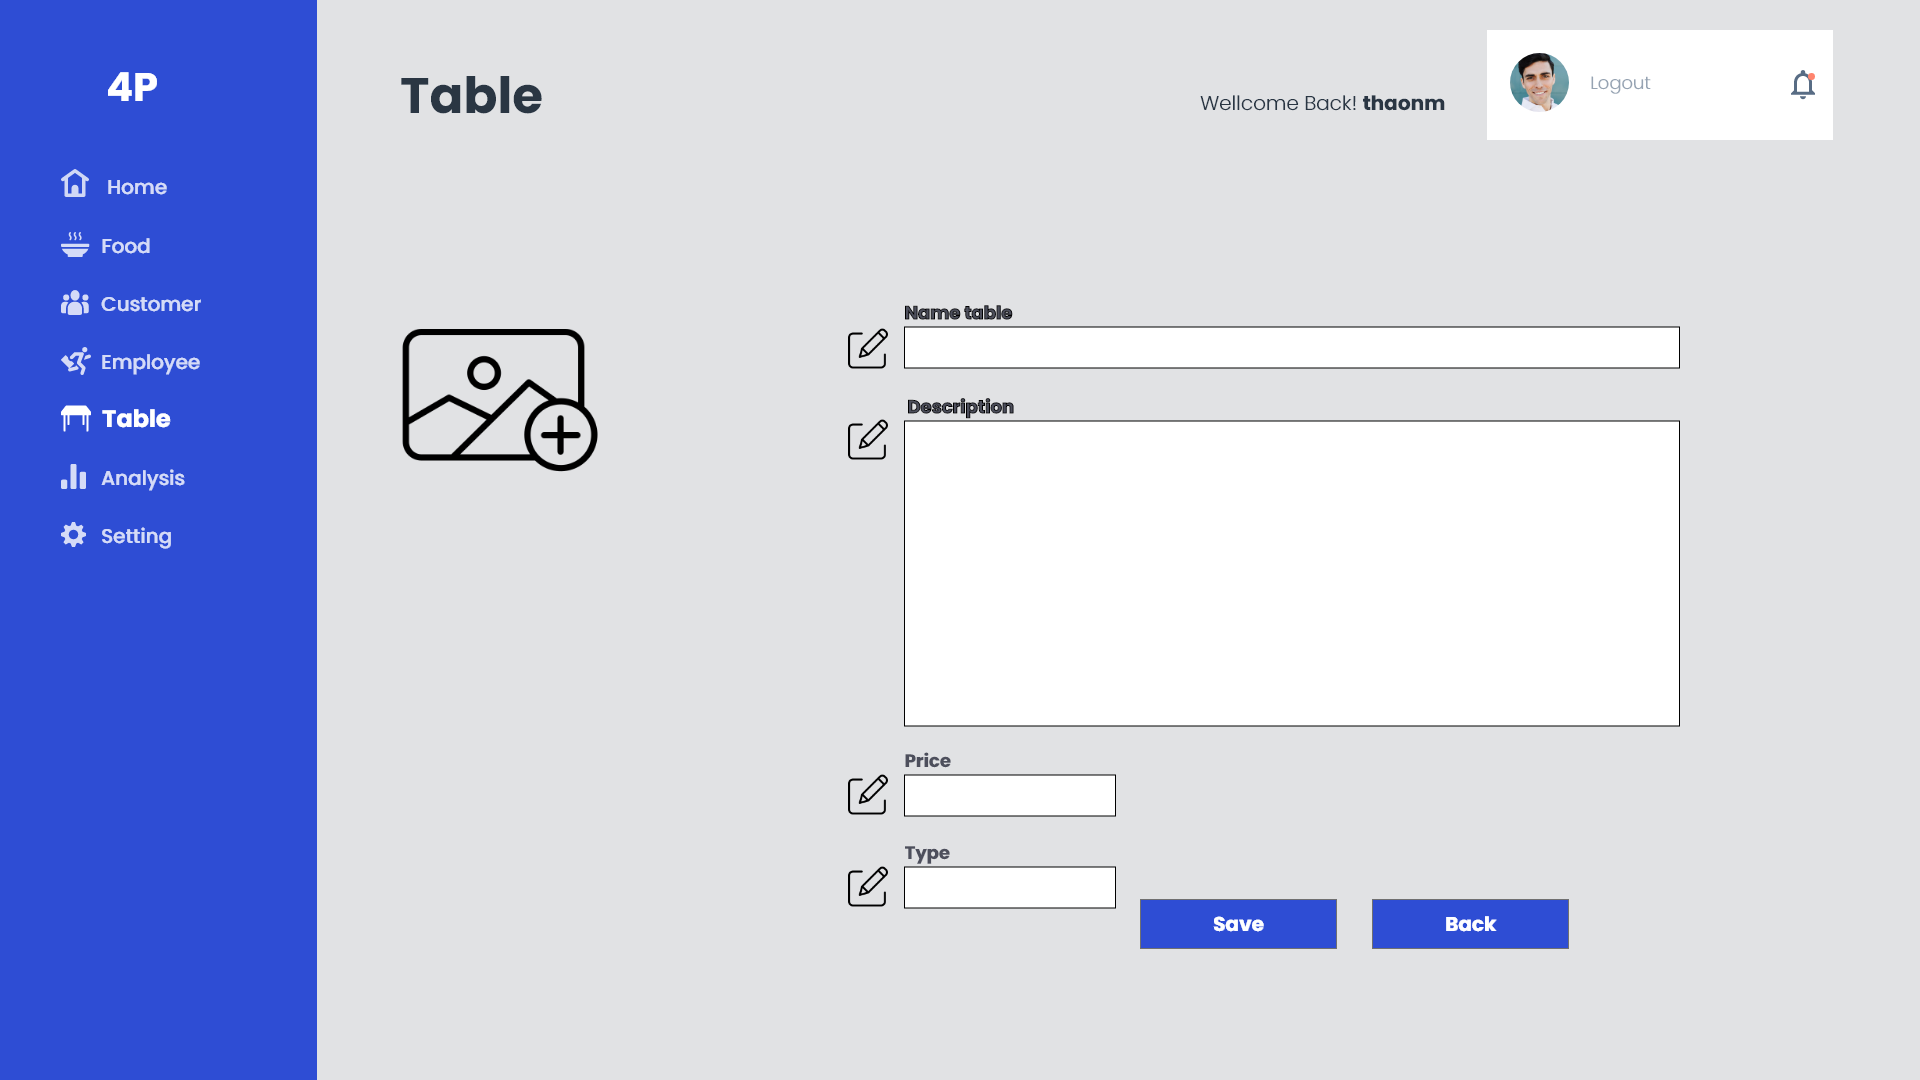 4P
Home
Food
Customer
Employee
Table
Analysis
Setting
Table
Wellcome Back! thaonm
Logout
Name table
Description
Price
Type
Save
Back